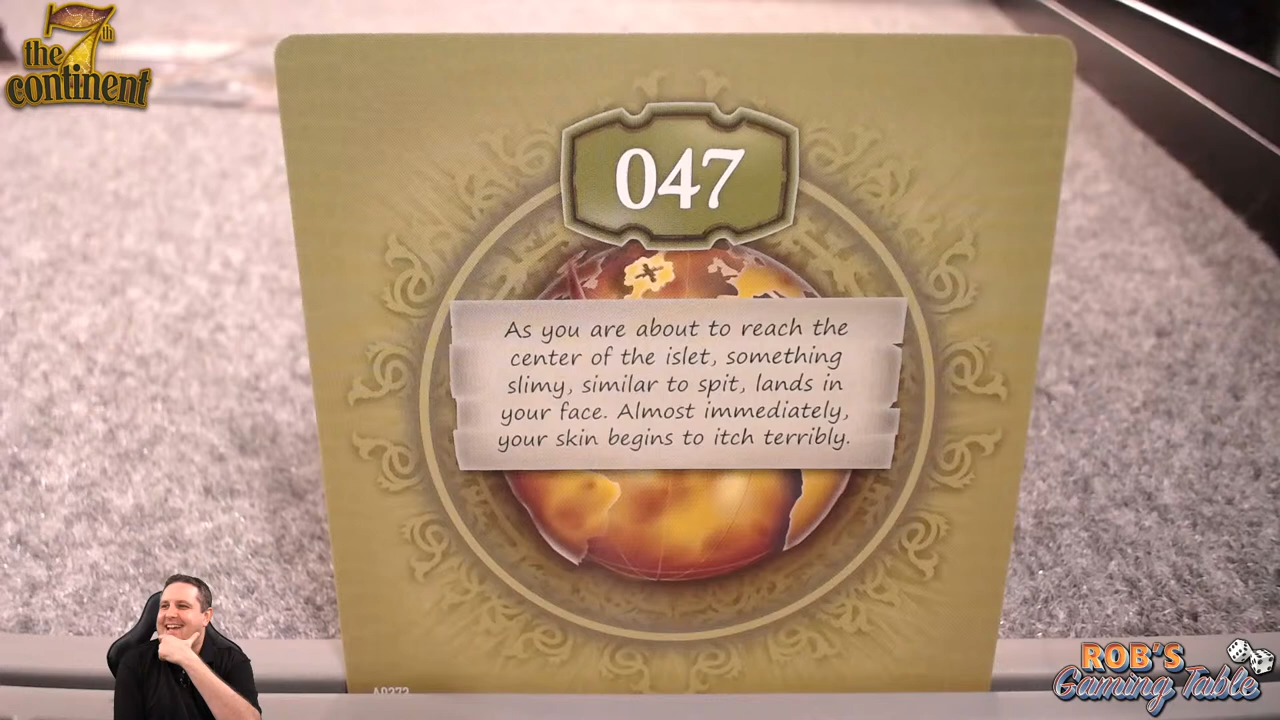 the 7th
continent
047
As you are about to reach the
center of the islet, something
slimy, similar to spit, lands in
your face. Almost immediately,
your skin begins to itch terribly.
ROB'S
Gaming Table